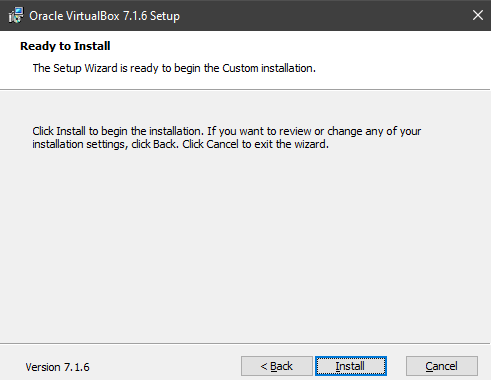 Oracle VirtualBox 7.1.6 Setup
Ready to Install
The Setup Wizard is ready to begin the Custom installation.
Click Install to begin the installation. If you want to review or change any of your
installation settings, click Back. Click Cancel to exit the wizard.
Version 7.1.6
< Back
Install
Cancel